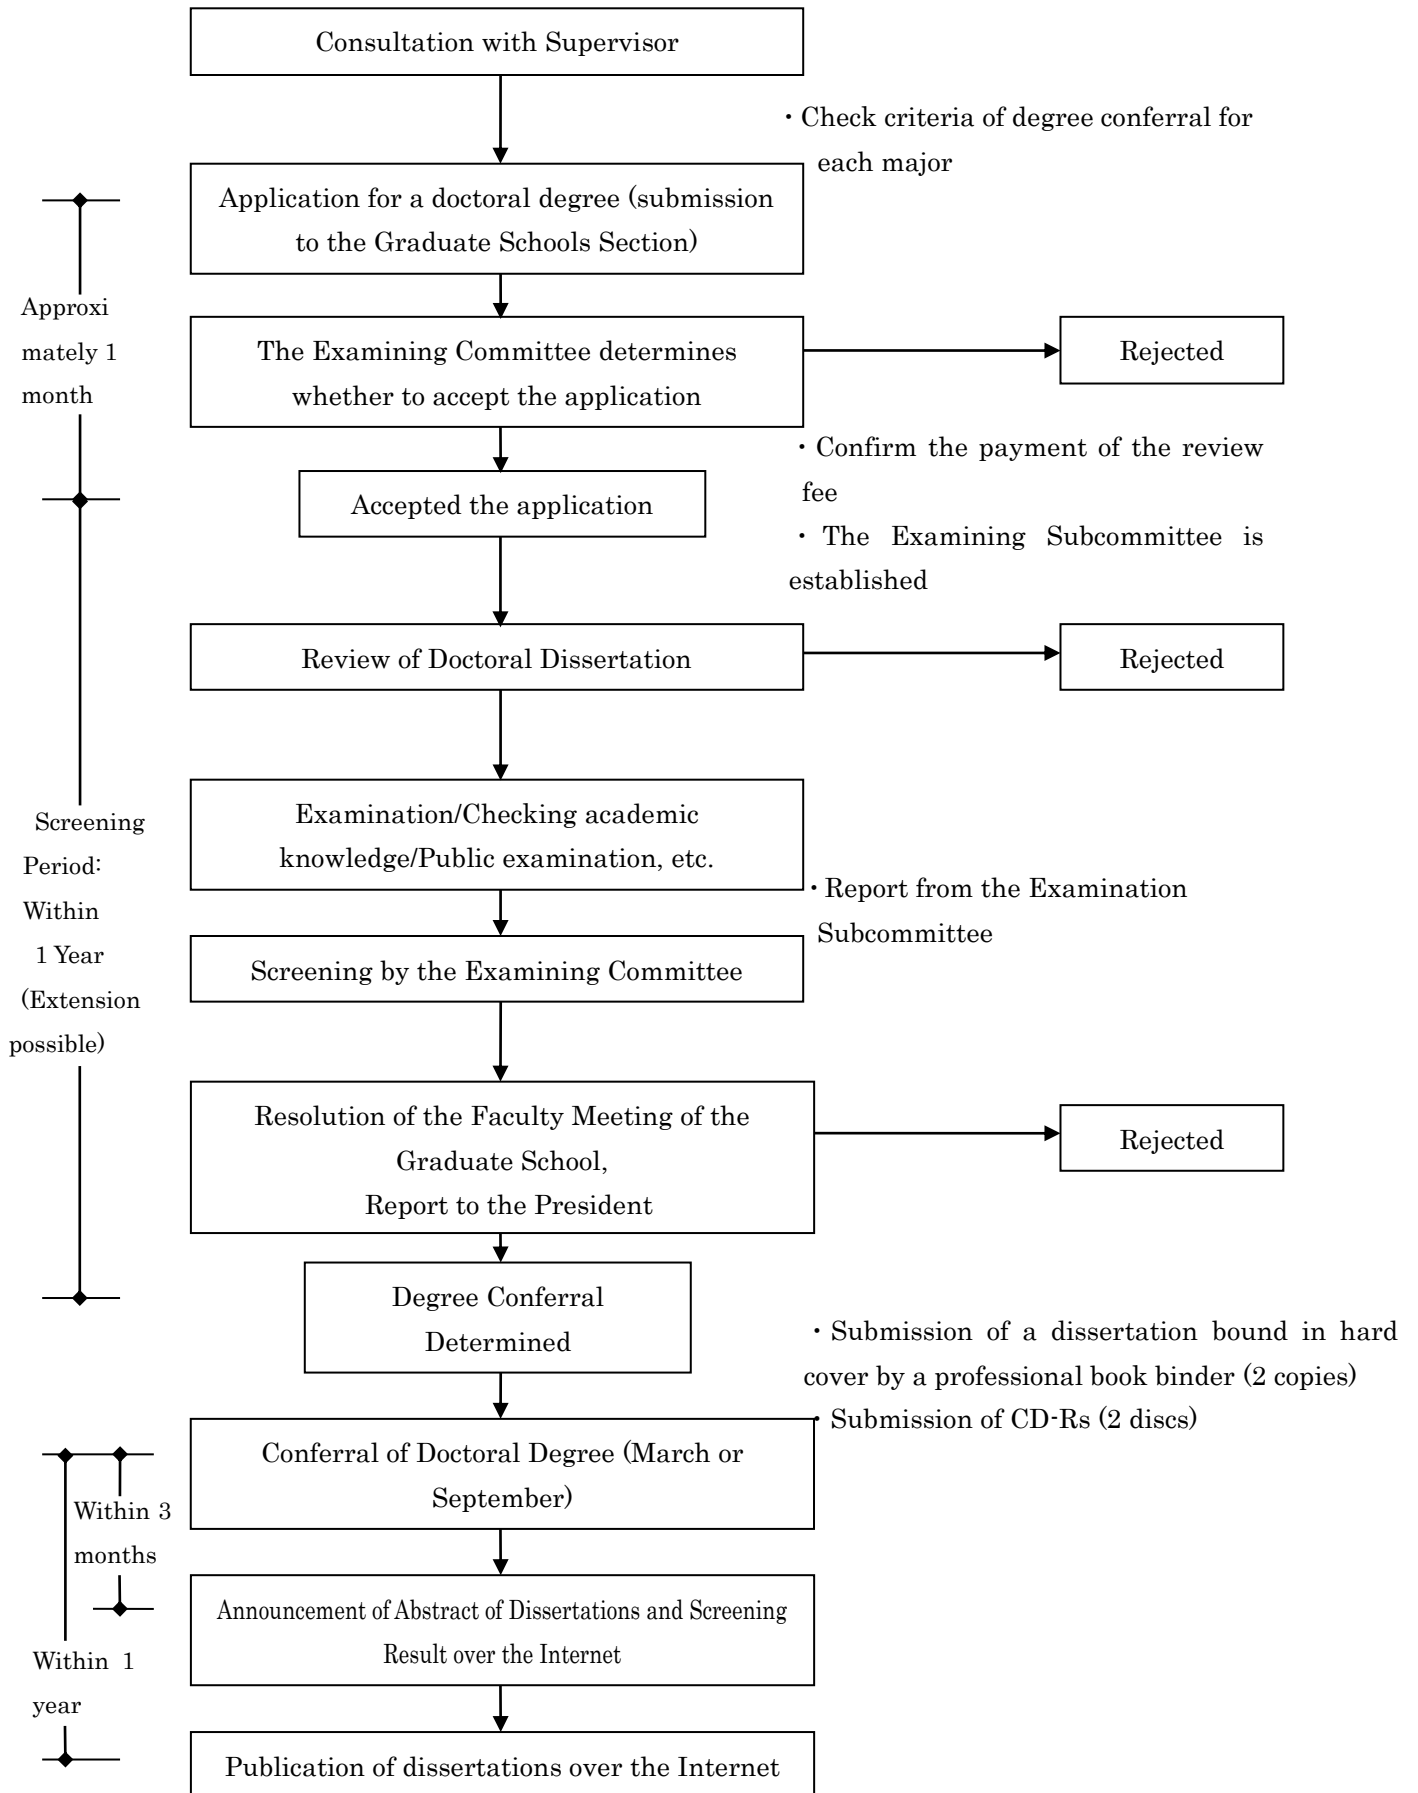 Consultation with Supervisor
・Check criteria of degree conferral for
each major
Application for a doctoral degree (submission
to the Graduate Schools Section)
Approxi
mately 1
month
The Examining Committee determines
whether to accept the application
Rejected
・Confirm the payment of the review
fee
・The Examining Subcommittee is
established
Accepted the application
Review of Doctoral Dissertation
Rejected
Screening
Period:
Within
1 Year
(Extension
possible)
Examination/Checking academic
knowledge/Public examination, etc.
・Report from the Examination
Subcommittee
Screening by the Examining Committee
Resolution of the Faculty Meeting of the
Graduate School,
Report to the President
Rejected
Degree Conferral
Determined
・Submission of a dissertation bound in hard
cover by a professional book binder (2 copies)
・Submission of CD-Rs (2 discs)
Conferral of Doctoral Degree (March or
September)
Within 3
months
Announcement of Abstract of Dissertations and Screening
Result over the Internet
Within 1
year
Publication of dissertations over the Internet